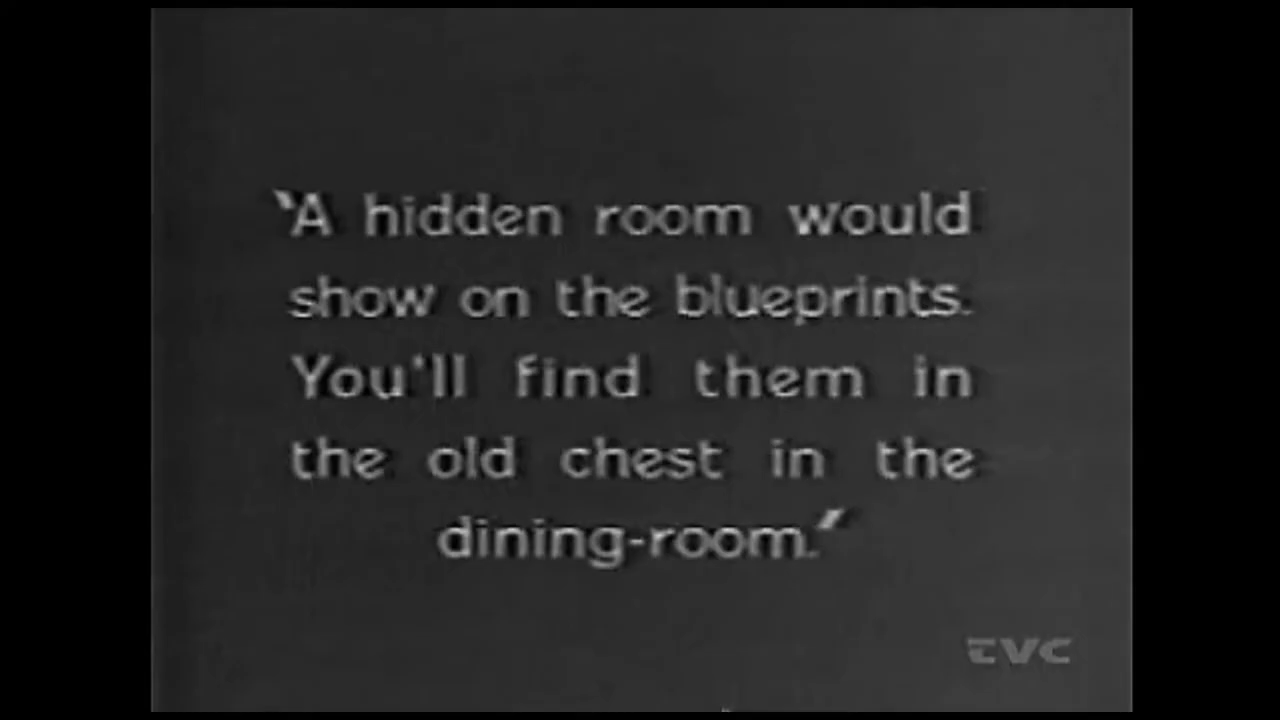 "A hidden room would
show on the blueprints.
You'll find them in
the old chest in the
dining-room."
TVC